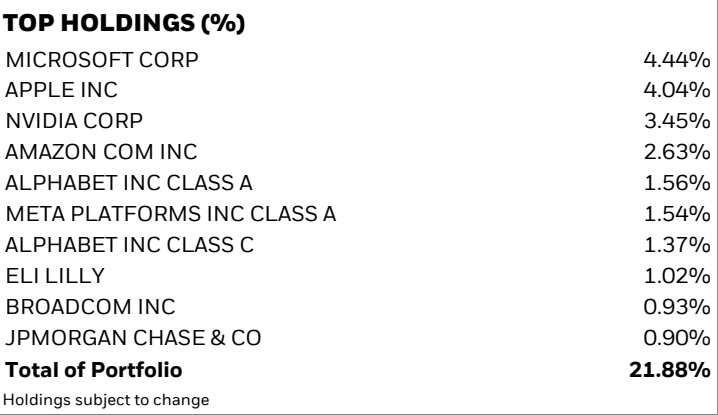 TOP HOLDINGS (%)
MICROSOFT CORP 4.44%
APPLE INC 4.04%
NVIDIA CORP 3.45%
AMAZON COM INC 2.63%
ALPHABET INC CLASS A 1.56%
META PLATFORMS INC CLASS A 1.54%
ALPHABET INC CLASS C 1.37%
ELI LILLY 1.02%
BROADCOM INC 0.93%
JPMORGAN CHASE & CO 0.90%
Total of Portfolio 21.88%
Holdings subject to change